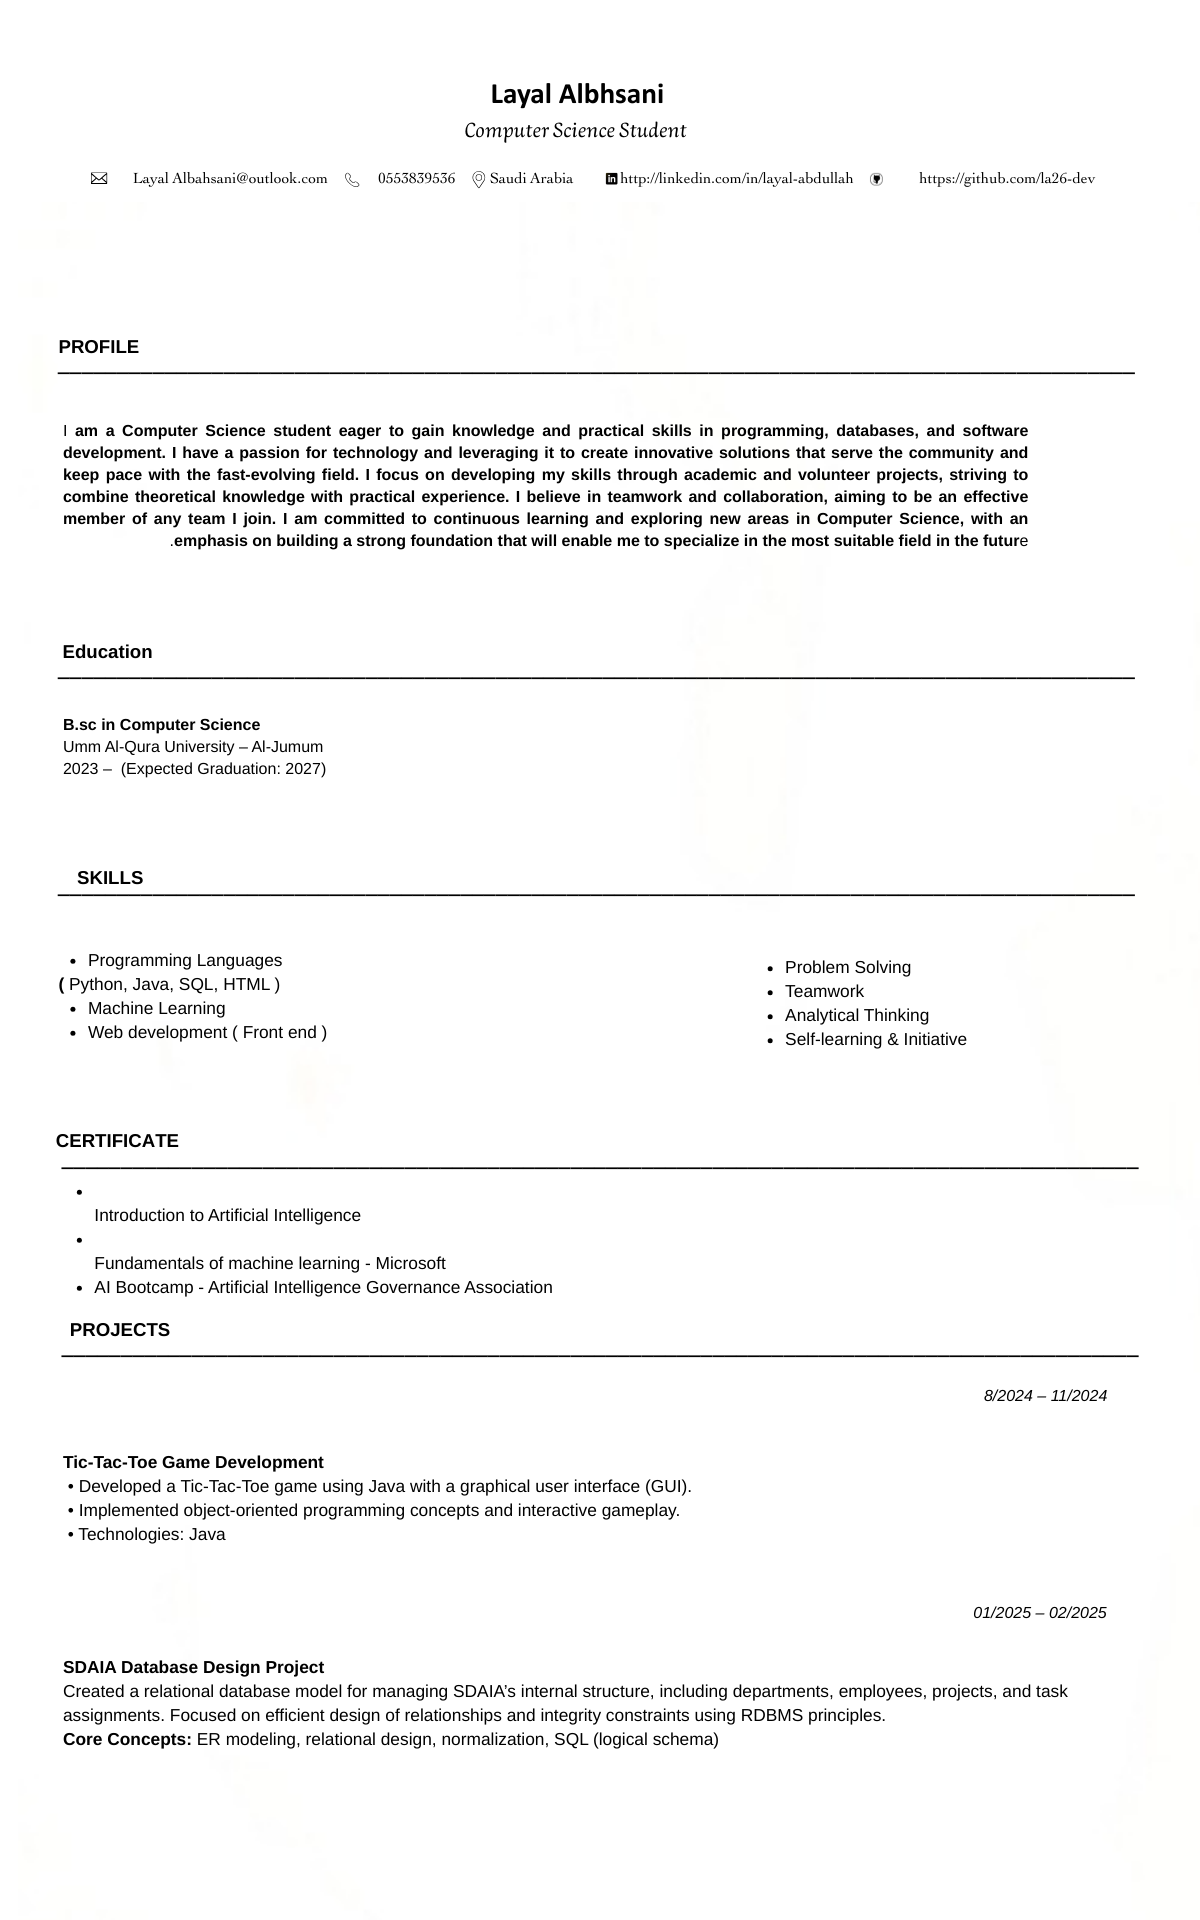 Layal Albhsani
Computer Science Student
Layal Albahsani@outlook.com 0553839536 Saudi Arabia http://linkedin.com/in/layal-abdullah https://github.com/la26-dev
PROFILE
I am a Computer Science student eager to gain knowledge and practical skills in programming, databases, and software
development. I have a passion for technology and leveraging it to create innovative solutions that serve the community and
keep pace with the fast-evolving field. I focus on developing my skills through academic and volunteer projects, striving to
combine theoretical knowledge with practical experience. I believe in teamwork and collaboration, aiming to be an effective
member of any team I join. I am committed to continuous learning and exploring new areas in Computer Science, with an
.emphasis on building a strong foundation that will enable me to specialize in the most suitable field in the future
Education
B.sc in Computer Science
Umm Al-Qura University – Al-Jumum
2023 – (Expected Graduation: 2027)
SKILLS
• Programming Languages
( Python, Java, SQL, HTML )
• Machine Learning
• Web development ( Front end )
• Problem Solving
• Teamwork
• Analytical Thinking
• Self-learning & Initiative
CERTIFICATE
•
Introduction to Artificial Intelligence
•
Fundamentals of machine learning - Microsoft
• AI Bootcamp - Artificial Intelligence Governance Association
PROJECTS
8/2024 – 11/2024
Tic-Tac-Toe Game Development
• Developed a Tic-Tac-Toe game using Java with a graphical user interface (GUI).
• Implemented object-oriented programming concepts and interactive gameplay.
• Technologies: Java
01/2025 – 02/2025
SDAIA Database Design Project
Created a relational database model for managing SDAIA’s internal structure, including departments, employees, projects, and task
assignments. Focused on efficient design of relationships and integrity constraints using RDBMS principles.
Core Concepts: ER modeling, relational design, normalization, SQL (logical schema)